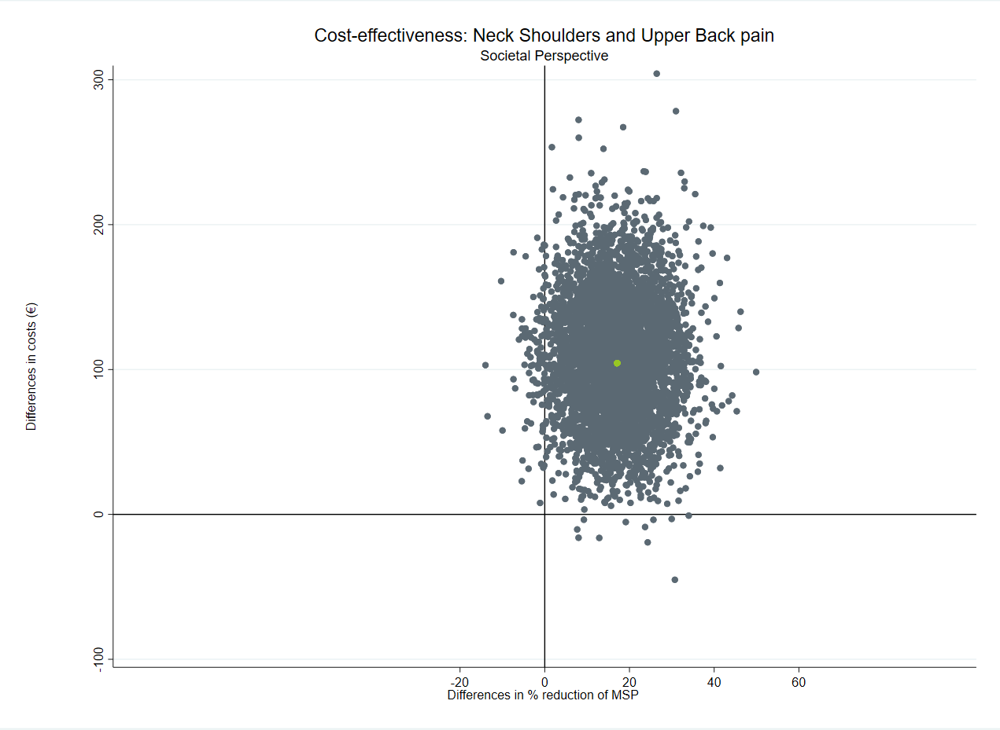 Cost-effectiveness: Neck Shoulders and Upper Back pain
Societal Perspective
Differences in costs (€)
300
200
100
0
-100
-20 0 20 40 60
Differences in % reduction of MSP